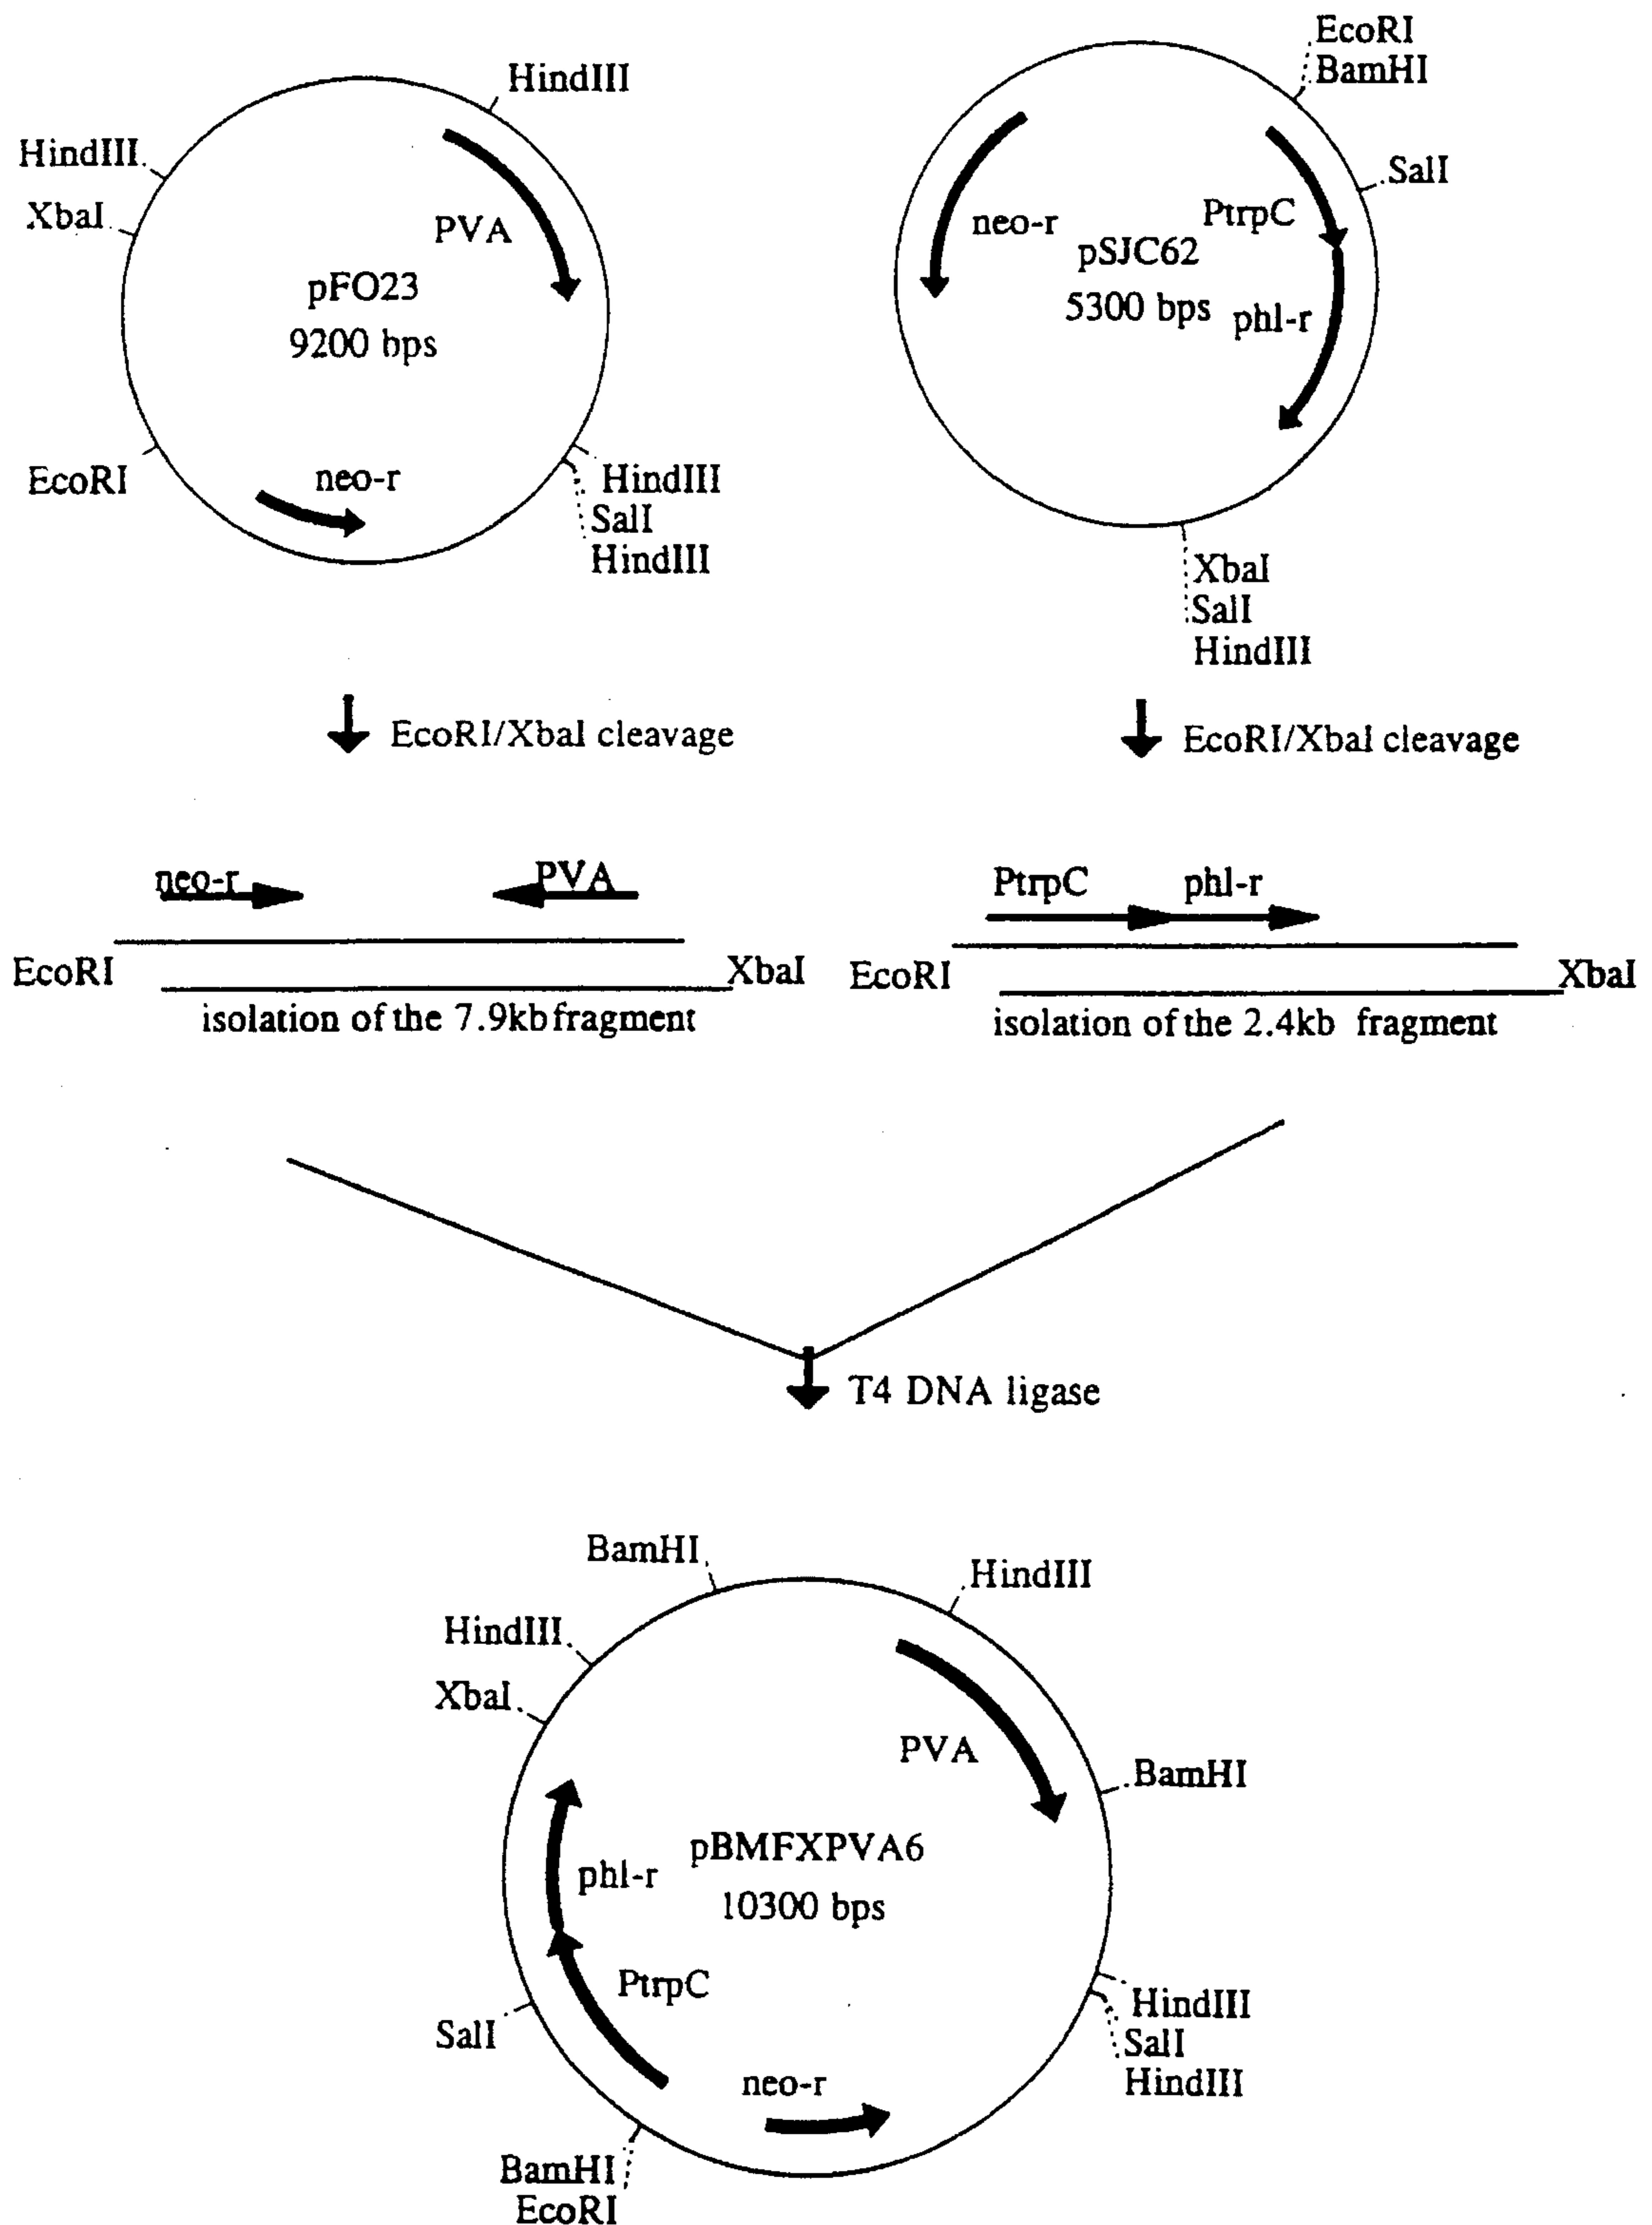 HindIII
HindIII
XbaI
PVA
pFO23
9200 bps
EcoRI
neo-r
HindIII
SalI
HindIII
EcoRI
BamHI
SalI
PtrpC
neo-r
pSJC62
5300 bps
phl-r
XbaI
SalI
HindIII
EcoRI/XbaI cleavage
EcoRI/XbaI cleavage
neo-r
PVA
EcoRI
XbaI
isolation of the 7.9kb fragment
PtrpC
phl-r
EcoRI
XbaI
isolation of the 2.4kb fragment
T4 DNA ligase
BamHI
HindIII
HindIII
XbaI
PVA
BamHI
pBMFXPVA6
10300 bps
phl-r
PtrpC
SalI
HindIII
SalI
HindIII
neo-r
BamHI
EcoRI